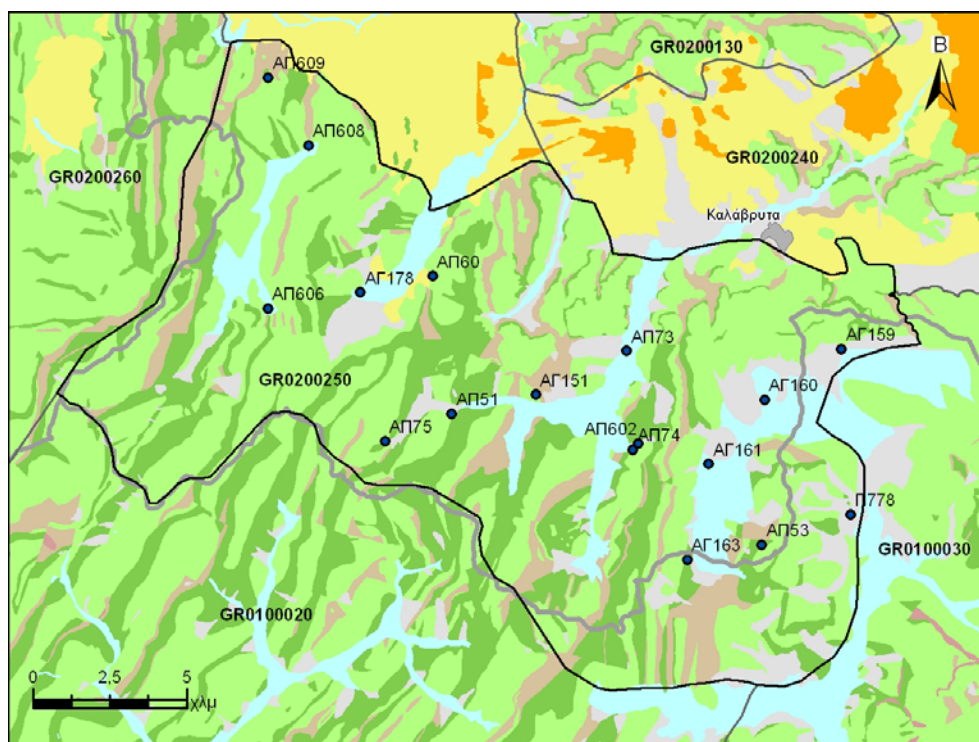 GR0200130
Β
ΑΠ609
ΑΠ608
GR0200240
GR0200260
Καλάβρυτα
ΑΠ60
ΑΓ178
ΑΠ606
ΑΠ73
ΑΓ159
GR0200250
ΑΓ151
ΑΓ160
ΑΠ51
ΑΠ75
ΑΠ602
ΑΠ74
ΑΓ161
Π778
ΑΠ53
GR0100030
ΑΓ163
GR0100020
0 2,5 5
χλμ